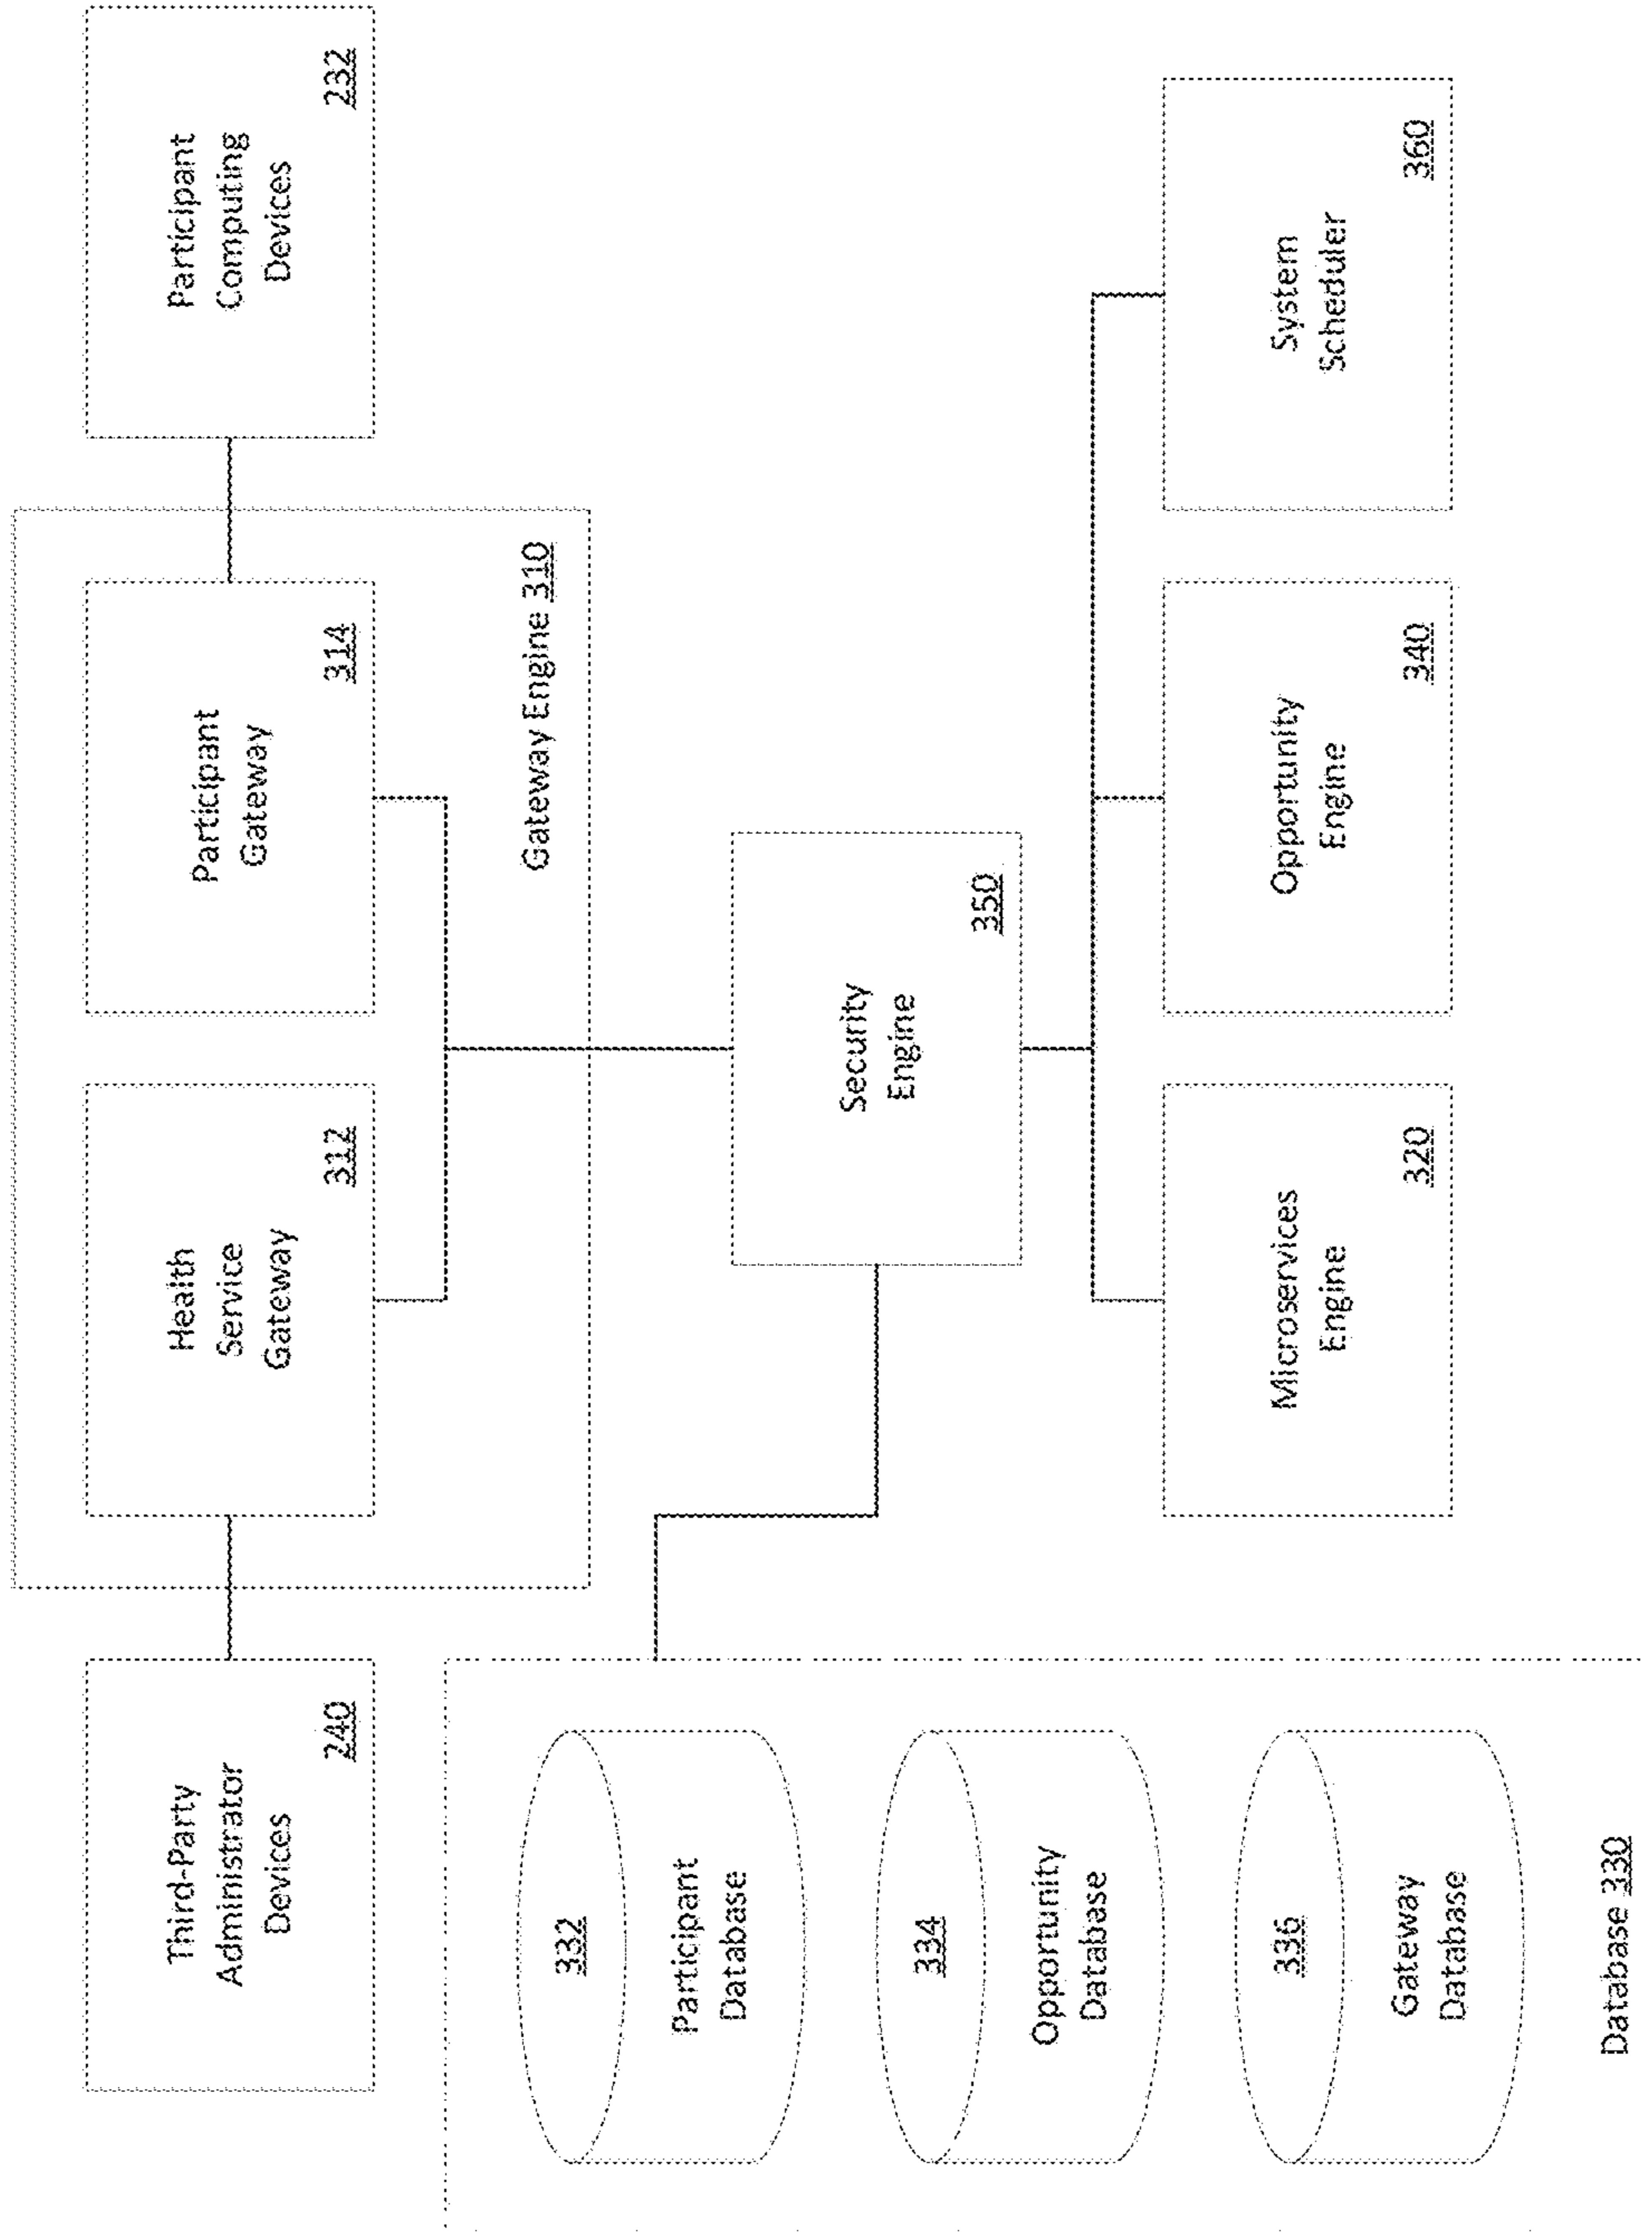 Third-Party
Administrator
Devices
240
Health
Service
Gateway
312
Participant
Gateway
314
Participant
Computing
Devices
232
Gateway Engine 310
332
Participant
Database
334
Opportunity
Database
336
Gateway
Database
Database 330
Security
Engine
350
Microservices
Engine
320
Opportunity
Engine
340
System
Scheduler
360